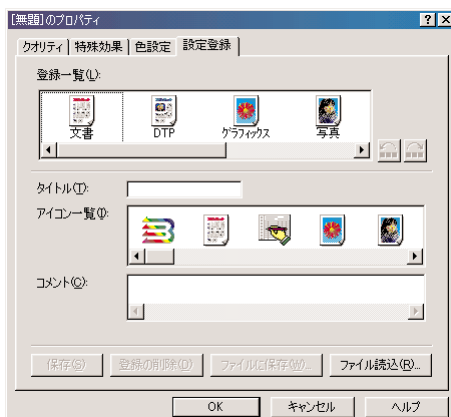 [無題]のプロパティ
クオリティ 特殊効果 色設定 設定登録
登録一覧(L):
文書 DTP グラフィックス 写真
タイトル(T):
アイコン一覧(I):
コメント(C):
保存(S) 登録の削除(D) ファイルに保存(W)... ファイル読込(R)...
OK キャンセル ヘルプ